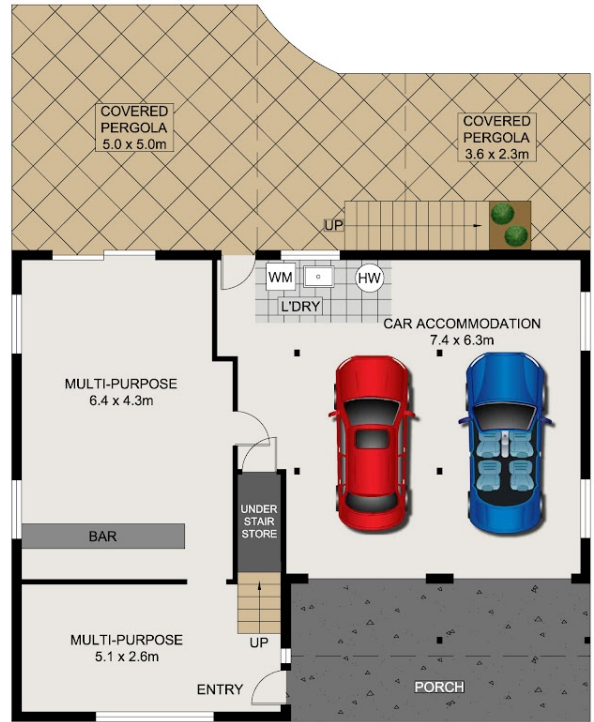 COVERED
PERGOLA
5.0 x 5.0m
COVERED
PERGOLA
3.6 x 2.3m
UP
WM
HW
L'DRY
CAR ACCOMMODATION
7.4 x 6.3m
MULTI-PURPOSE
6.4 x 4.3m
UNDER
STAIR
STORE
BAR
MULTI-PURPOSE
5.1 x 2.6m
UP
ENTRY
PORCH